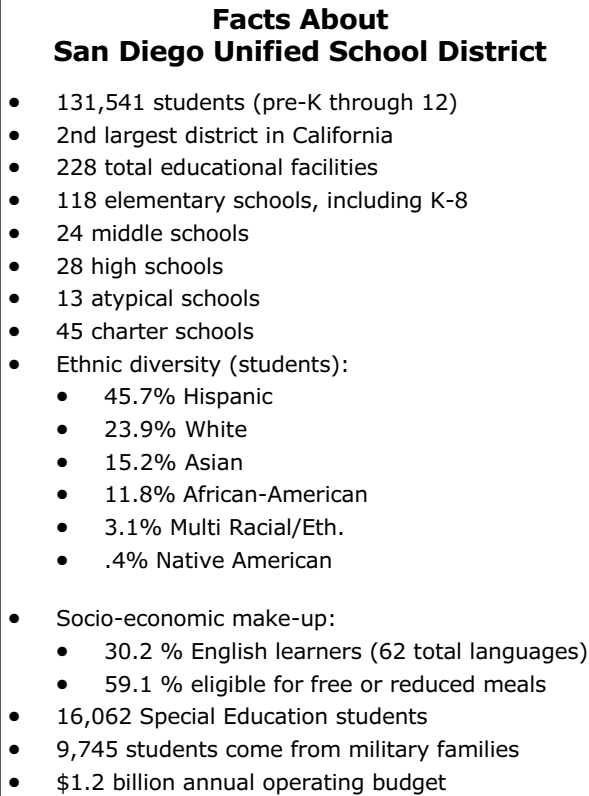 Facts About
San Diego Unified School District
• 131,541 students (pre-K through 12)
• 2nd largest district in California
• 228 total educational facilities
• 118 elementary schools, including K-8
• 24 middle schools
• 28 high schools
• 13 atypical schools
• 45 charter schools
• Ethnic diversity (students):
• 45.7% Hispanic
• 23.9% White
• 15.2% Asian
• 11.8% African-American
• 3.1% Multi Racial/Eth.
• .4% Native American
• Socio-economic make-up:
• 30.2 % English learners (62 total languages)
• 59.1 % eligible for free or reduced meals
• 16,062 Special Education students
• 9,745 students come from military families
• $1.2 billion annual operating budget